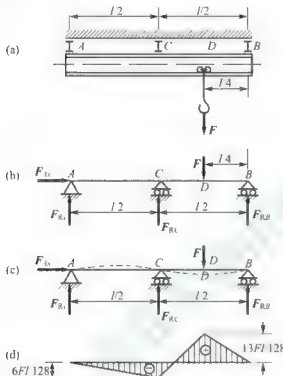 l/2 l/2
(a) A C D B
l/4
F
(b) F_Ax A C F D l/4 B
F_RA l/2 F_RC l/2 F_RB
(c) F_Ax A C F D D B
F_RA l/2 F_RC l/2 F_RB
(d) 13Fl/128
6Fl/128